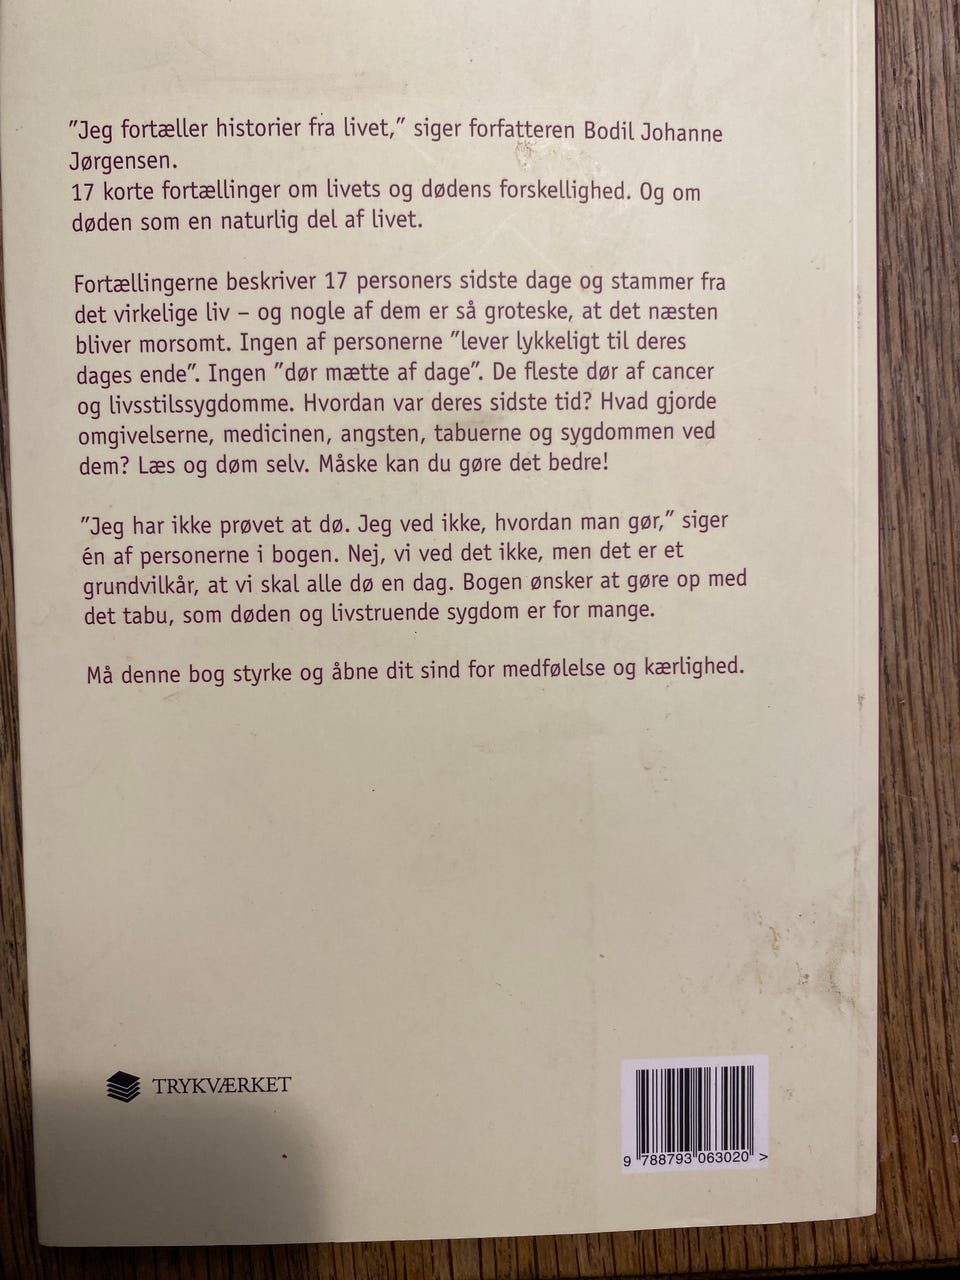 "Jeg fortæller historier fra livet," siger forfatteren Bodil Johanne
Jørgensen.
17 korte fortællinger om livets og dødens forskellighed. Og om
døden som en naturlig del af livet.
Fortællingerne beskriver 17 personers sidste dage og stammer fra
det virkelige liv – og nogle af dem er så groteske, at det næsten
bliver morsomt. Ingen af personerne "lever lykkeligt til deres
dages ende". Ingen "dør mætte af dage". De fleste dør af cancer
og livsstilssygdomme. Hvordan var deres sidste tid? Hvad gjorde
omgivelserne, medicinen, angsten, tabuerne og sygdommen ved
dem? Læs og døm selv. Måske kan du gøre det bedre!
"Jeg har ikke prøvet at dø. Jeg ved ikke, hvordan man gør," siger
én af personerne i bogen. Nej, vi ved det ikke, men det er et
grundvilkår, at vi skal alle dø en dag. Bogen ønsker at gøre op med
det tabu, som døden og livstruende sygdom er for mange.
Må denne bog styrke og åbne dit sind for medfølelse og kærlighed.
TRYKVÆRKET
9 788793 063020 >